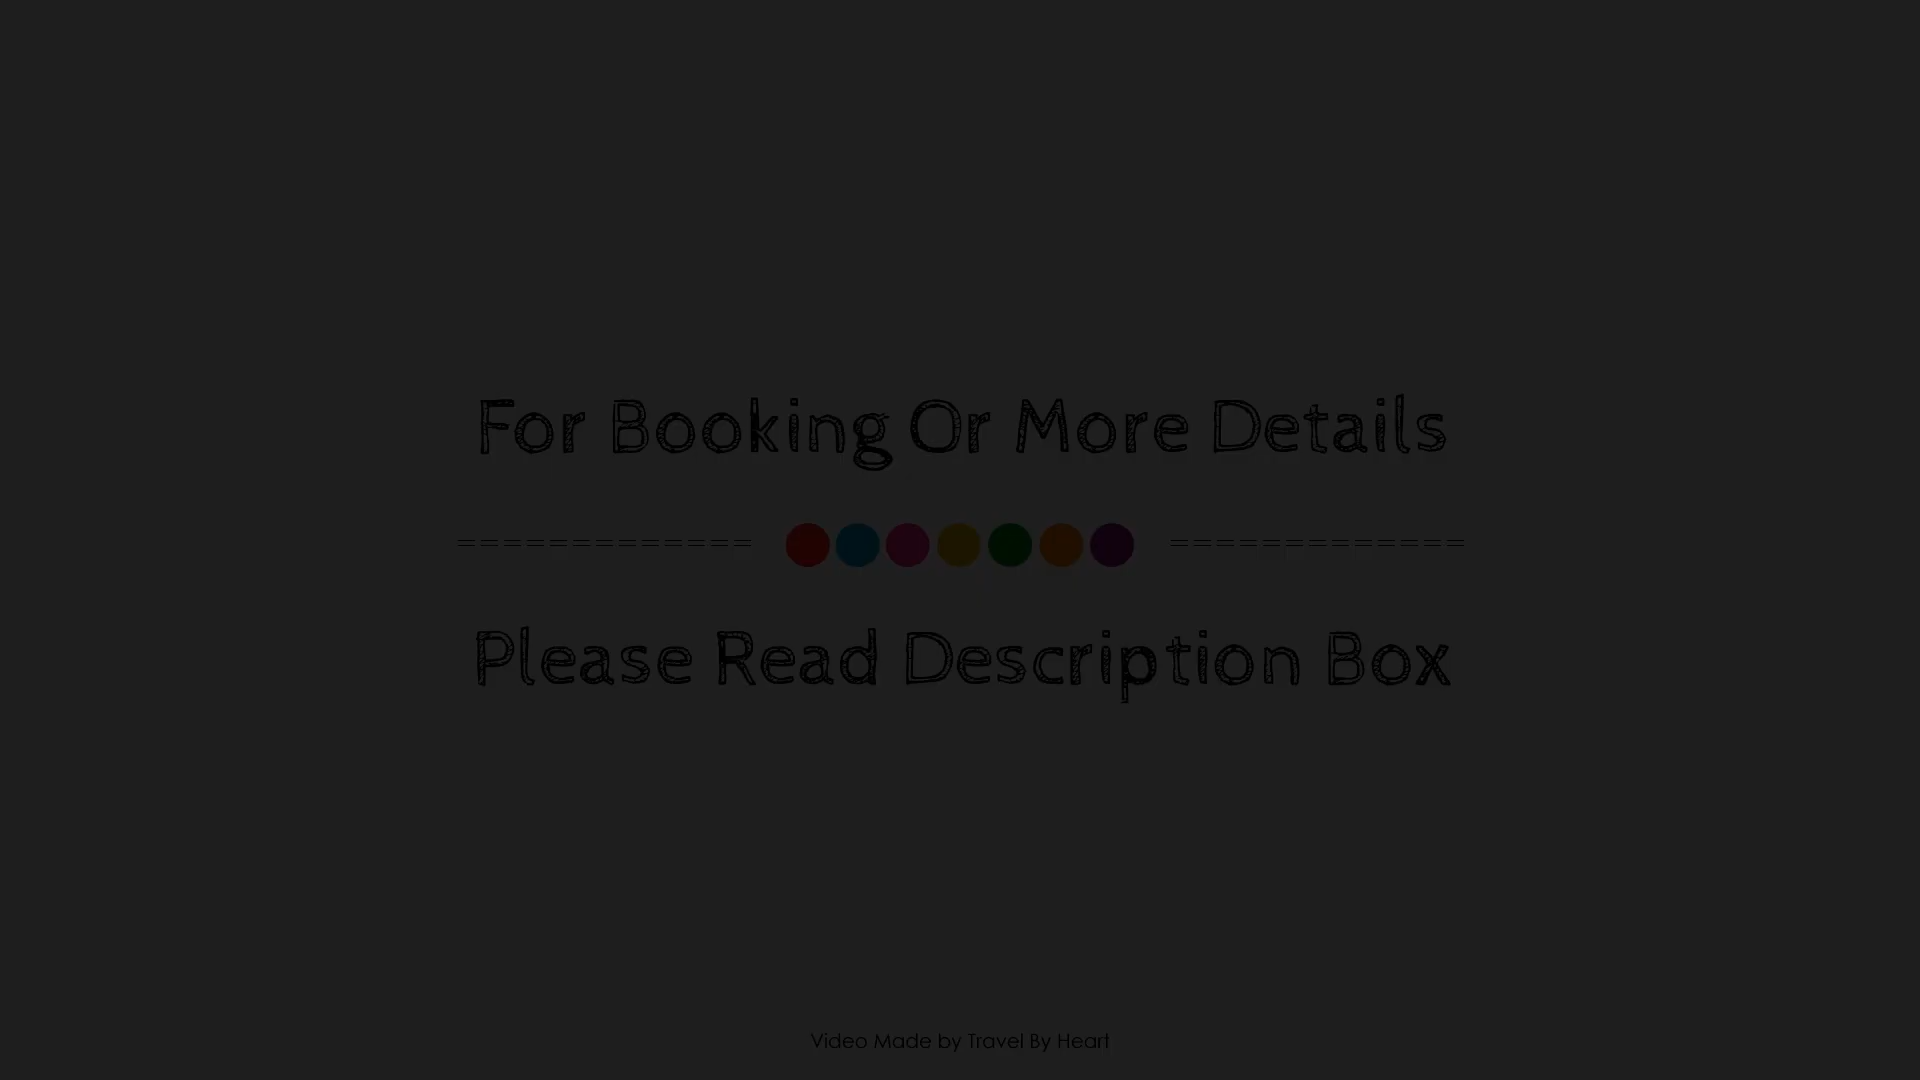 For Booking Or More Details
============= =============
Please Read Description Box
Video Made by Travel By Heart